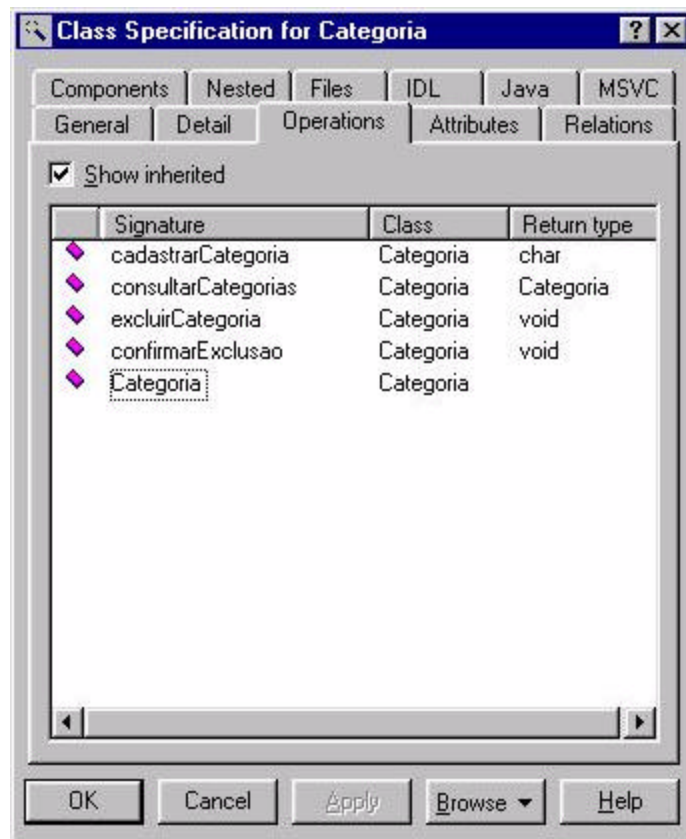 Class Specification for Categoria
Components Nested Files IDL Java MSVC
General Detail Operations Attributes Relations
Show inherited
Signature Class Return type
cadastrarCategoria Categoria char
consultarCategorias Categoria Categoria
excluirCategoria Categoria void
confirmarExclusao Categoria void
Categoria Categoria
OK Cancel Apply Browse Help